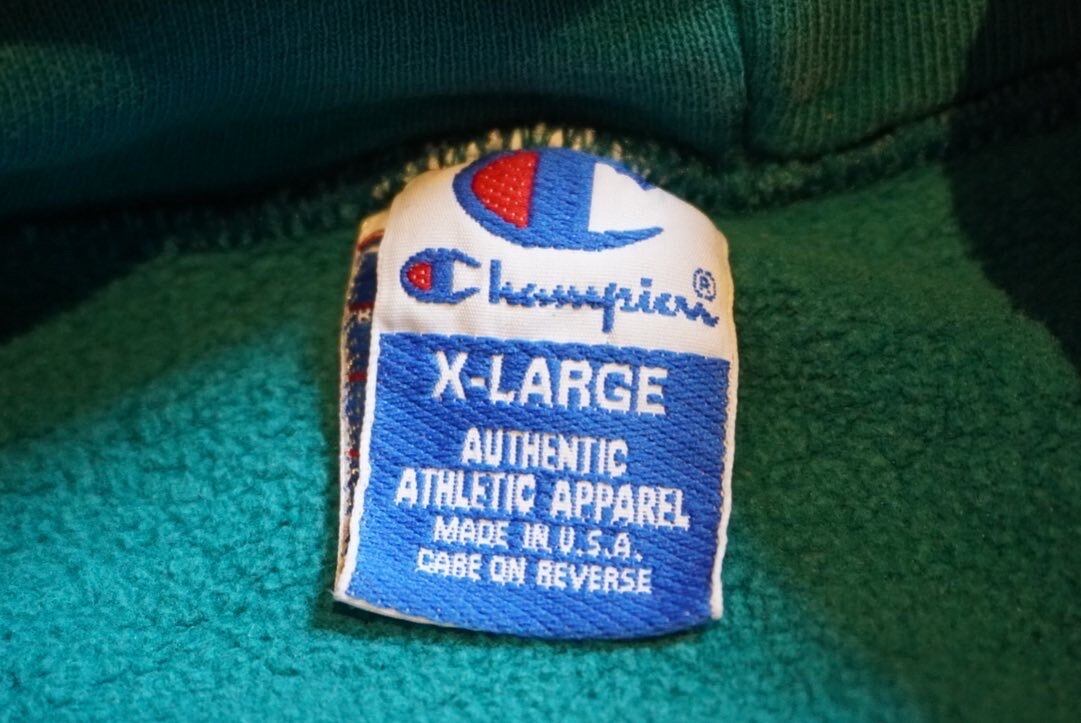 Champion®
X-LARGE
AUTHENTIC
ATHLETIC APPAREL
MADE IN U.S.A.
CARE ON REVERSE